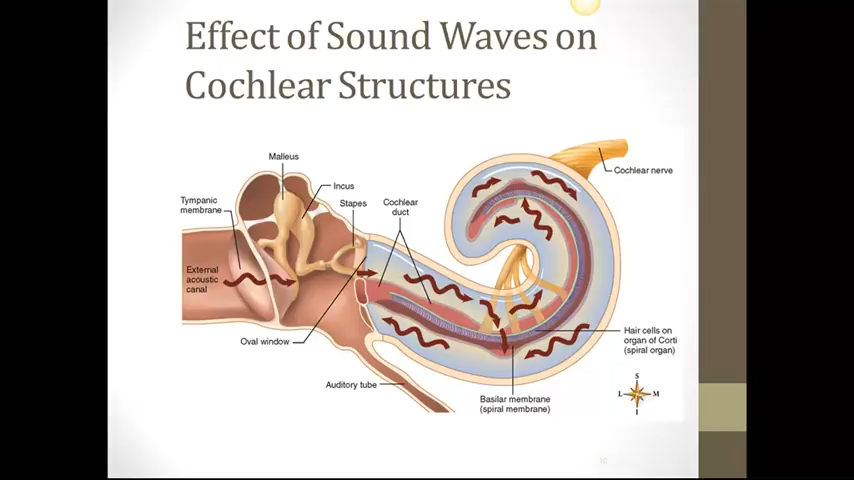 Effect of Sound Waves on
Cochlear Structures
Malleus
Incus
Stapes
Tympanic
membrane
Cochlear
duct
Cochlear nerve
External
acoustic
canal
Oval window
Auditory tube
Hair cells on
organ of Corti
(spiral organ)
Basilar membrane
(spiral membrane)
S
L
M
I